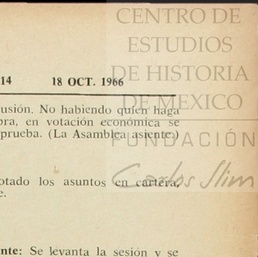 CENTRO DE
ESTUDIOS
DE HISTORIA
DE MEXICO
FUNDACIÓN
Carlos Slim
14 18 OCT. 1966
usión. No habiendo quien haga
bra, en votación económica se
prueba. (La Asamblea asiente.)
otado los asuntos en cartera,
e.
nte: Se levanta la sesión y se